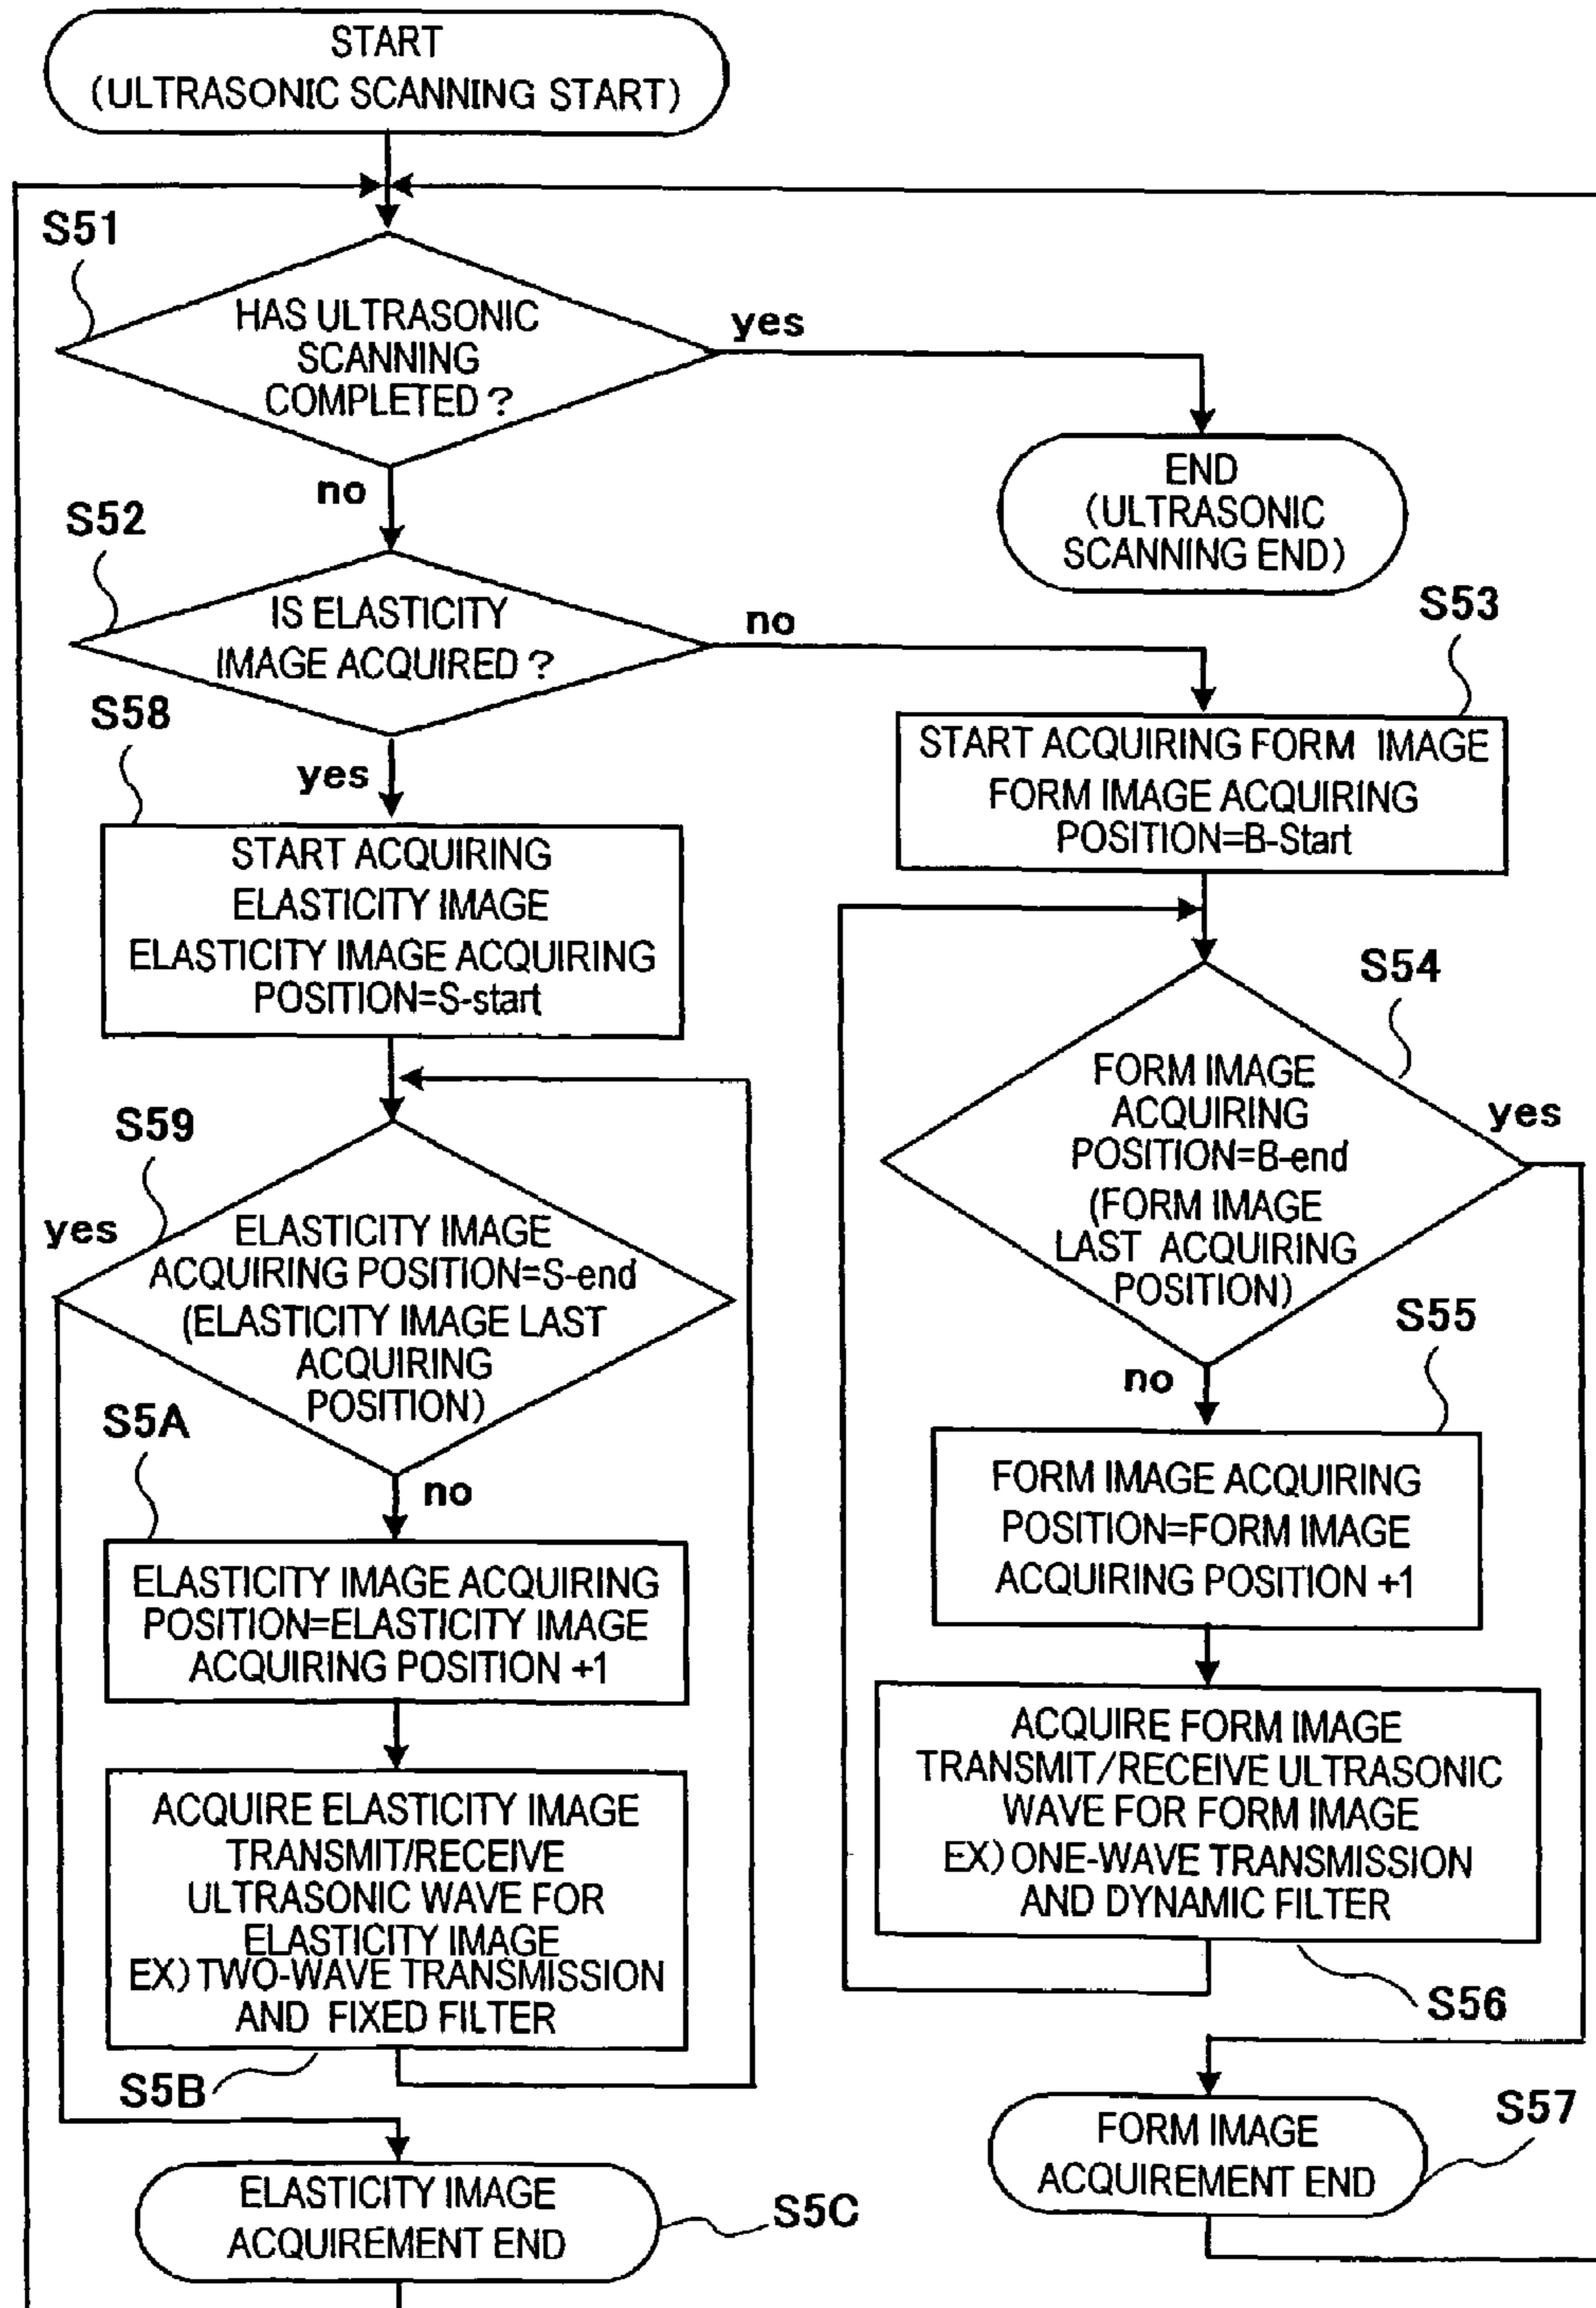 START
(ULTRASONIC SCANNING START)
S51
HAS ULTRASONIC
SCANNING
COMPLETED ?
yes
no
END
(ULTRASONIC
SCANNING END)
S52
IS ELASTICITY
IMAGE ACQUIRED ?
no
yes
S53
START ACQUIRING FORM IMAGE
FORM IMAGE ACQUIRING
POSITION=B-Start
S58
START ACQUIRING
ELASTICITY IMAGE
ELASTICITY IMAGE ACQUIRING
POSITION=S-start
S54
FORM IMAGE
ACQUIRING
POSITION=B-end
(FORM IMAGE
LAST ACQUIRING
POSITION)
yes
no
S59
yes
ELASTICITY IMAGE
ACQUIRING POSITION=S-end
(ELASTICITY IMAGE LAST
ACQUIRING
POSITION)
no
S55
FORM IMAGE ACQUIRING
POSITION=FORM IMAGE
ACQUIRING POSITION +1
S5A
ELASTICITY IMAGE ACQUIRING
POSITION=ELASTICITY IMAGE
ACQUIRING POSITION +1
ACQUIRE FORM IMAGE
TRANSMIT/RECEIVE ULTRASONIC
WAVE FOR FORM IMAGE
EX) ONE-WAVE TRANSMISSION
AND DYNAMIC FILTER
S56
ACQUIRE ELASTICITY IMAGE
TRANSMIT/RECEIVE
ULTRASONIC WAVE FOR
ELASTICITY IMAGE
EX) TWO-WAVE TRANSMISSION
AND FIXED FILTER
S5B
FORM IMAGE
ACQUIREMENT END
S57
ELASTICITY IMAGE
ACQUIREMENT END
S5C